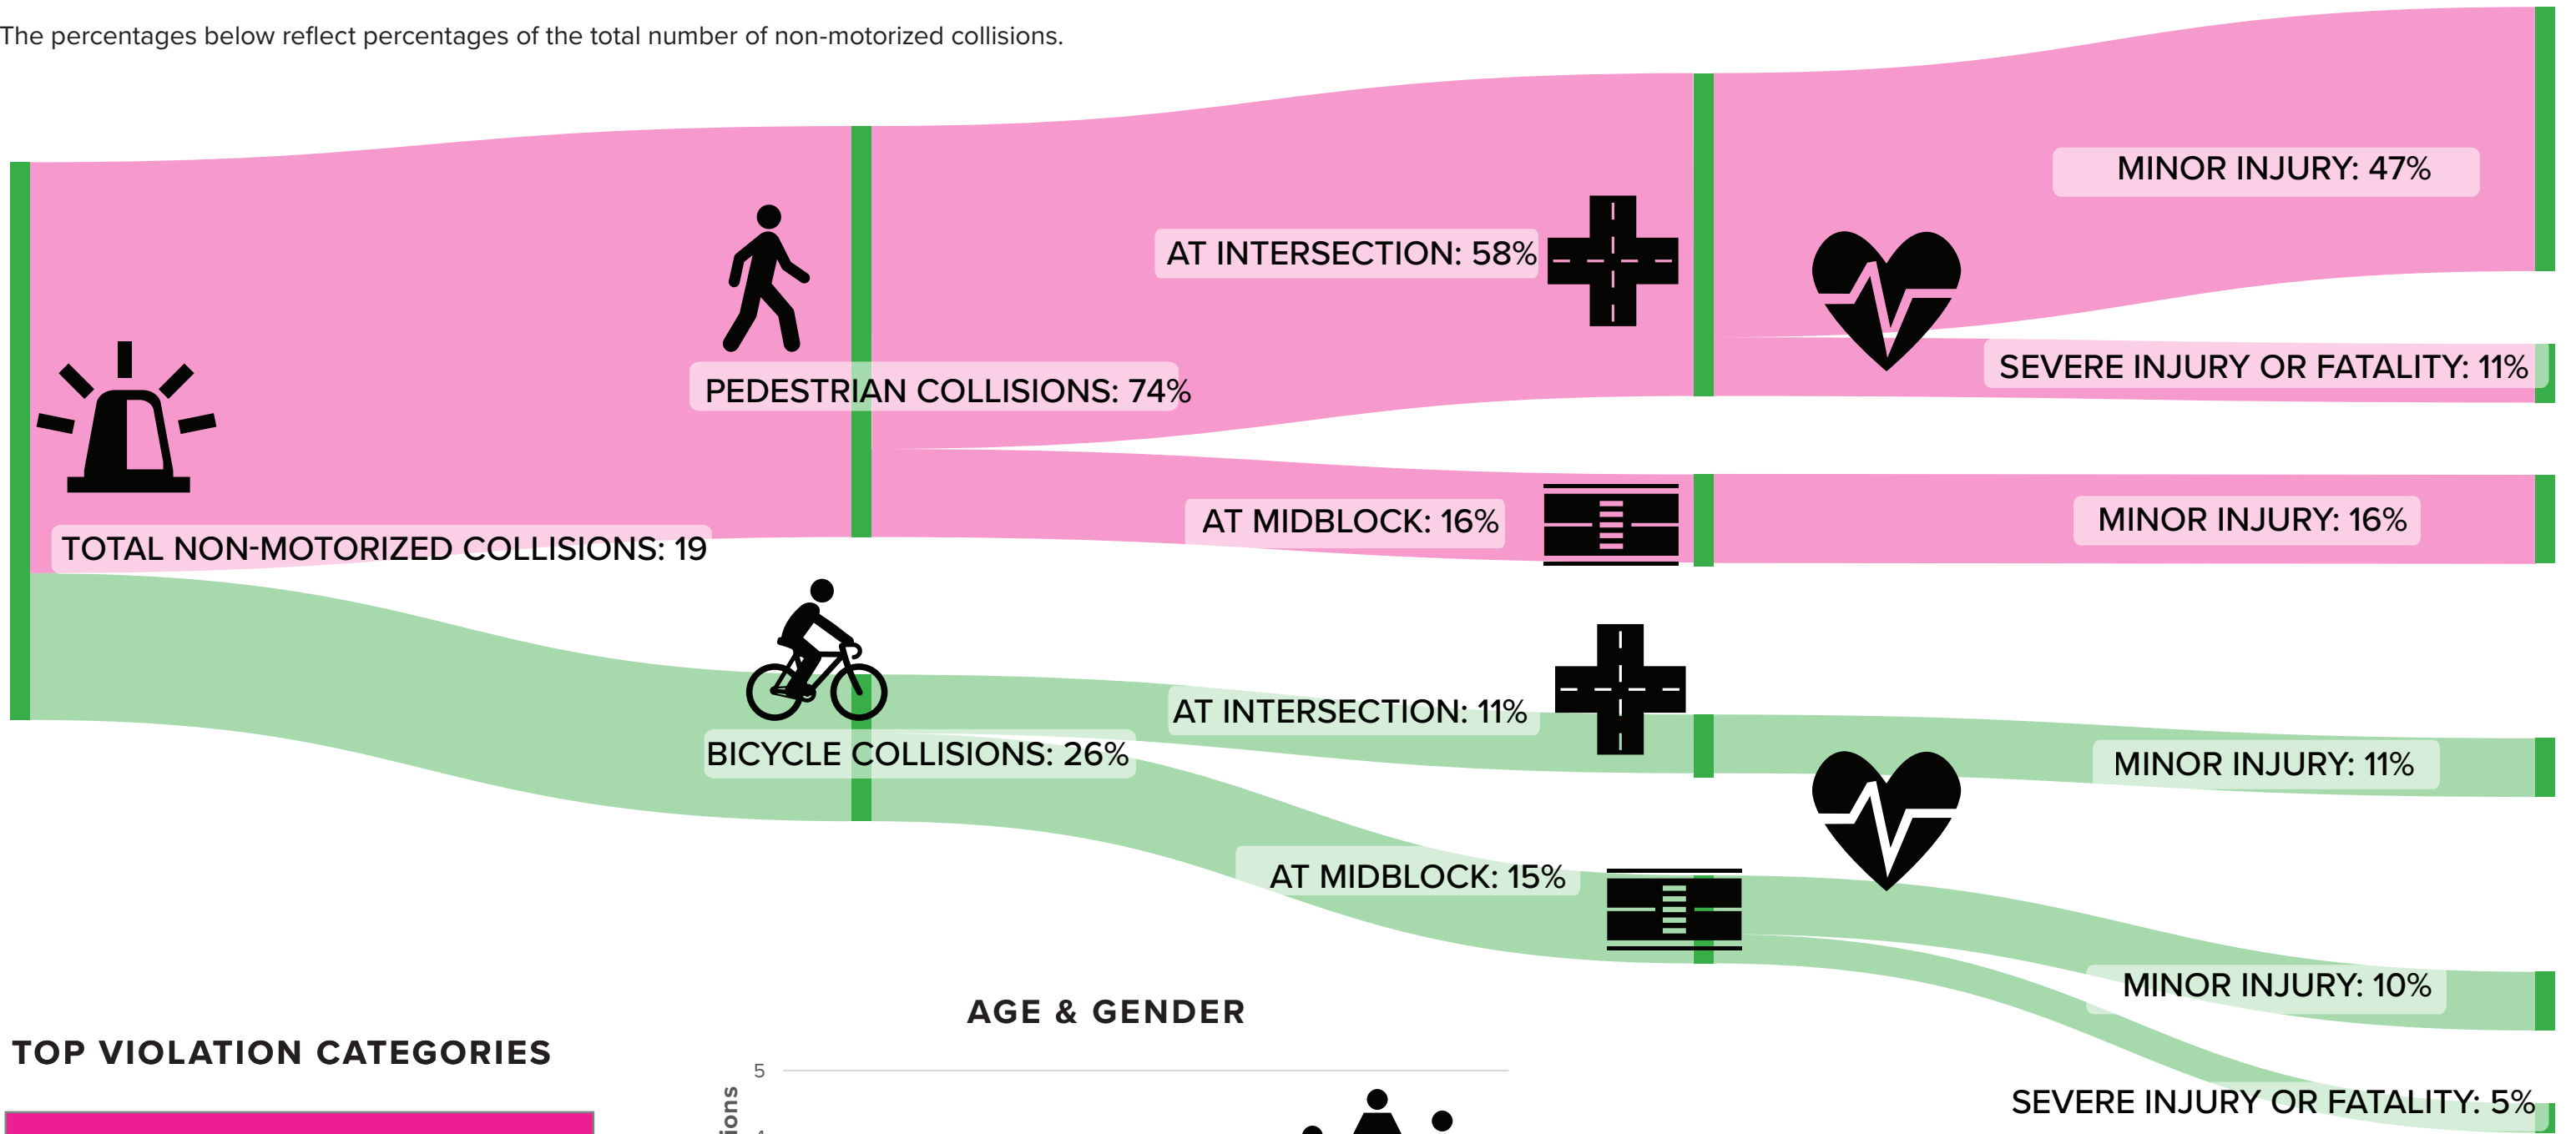 The percentages below reflect percentages of the total number of non-motorized collisions.
MINOR INJURY: 47%
AT INTERSECTION: 58%
SEVERE INJURY OR FATALITY: 11%
PEDESTRIAN COLLISIONS: 74%
AT MIDBLOCK: 16%
MINOR INJURY: 16%
TOTAL NON-MOTORIZED COLLISIONS: 19
AT INTERSECTION: 11%
BICYCLE COLLISIONS: 26%
MINOR INJURY: 11%
AT MIDBLOCK: 15%
MINOR INJURY: 10%
SEVERE INJURY OR FATALITY: 5%
AGE & GENDER
TOP VIOLATION CATEGORIES
5